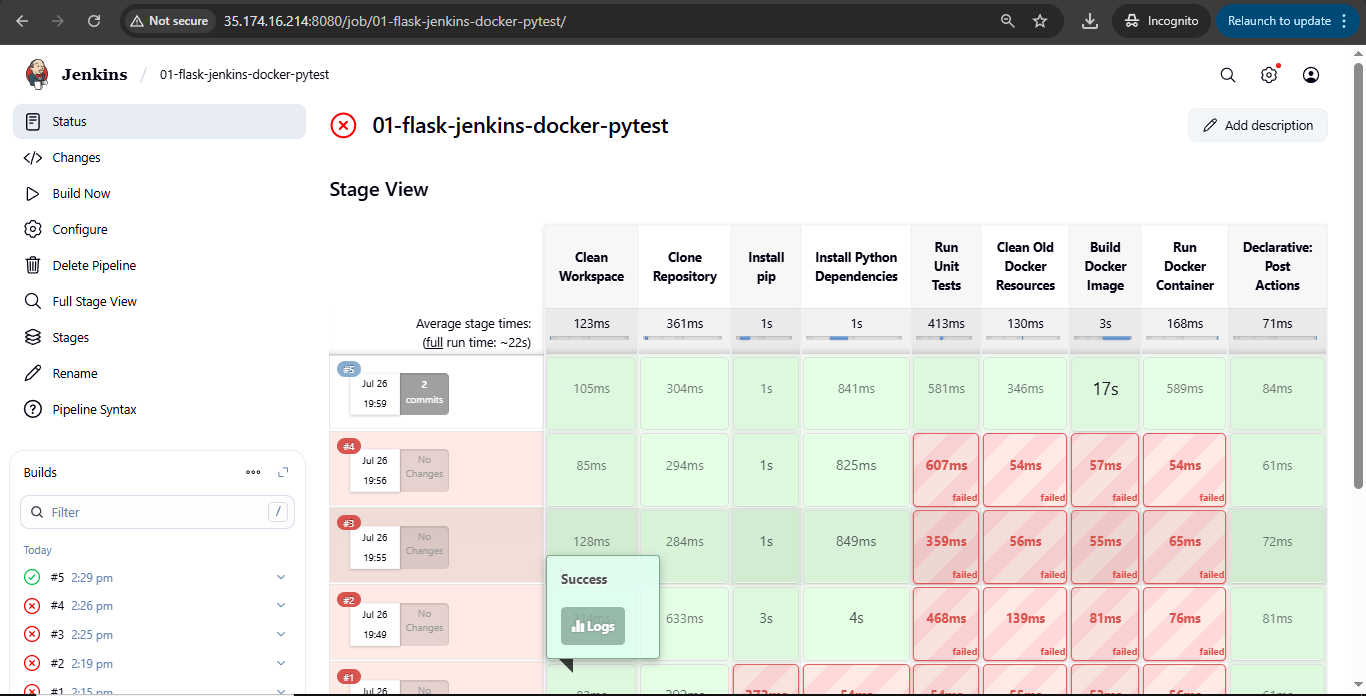 Not secure
35.174.16.214:8080/job/01-flask-jenkins-docker-pytest/
Incognito
Relaunch to update
Jenkins / 01-flask-jenkins-docker-pytest
Status
Changes
Build Now
Configure
Delete Pipeline
Full Stage View
Stages
Rename
Pipeline Syntax
Builds
Filter
/
Today
#5 2:29 pm
#4 2:26 pm
#3 2:25 pm
#2 2:19 pm
#1 2:15 pm
01-flask-jenkins-docker-pytest
Add description
Stage View
Clean
Workspace
Clone
Repository
Install
pip
Install Python
Dependencies
Run
Unit
Tests
Clean Old
Docker
Resources
Build
Docker
Image
Run
Docker
Container
Declarative:
Post
Actions
Average stage times:
(full run time: ~22s)
123ms 361ms 1s 1s 413ms 130ms 3s 168ms 71ms
#5
Jul 26
19:59
2
commits
105ms 304ms 1s 841ms 581ms 346ms 17s 589ms 84ms
#4
Jul 26
19:56
No
Changes
85ms 294ms 1s 825ms 607ms 54ms 57ms 54ms 61ms
failed failed failed failed
#3
Jul 26
19:55
No
Changes
128ms 284ms 1s 849ms 359ms 56ms 55ms 65ms 72ms
failed failed failed failed
Success
Logs
#2
Jul 26
19:49
No
Changes
633ms 3s 4s 468ms 139ms 81ms 76ms 81ms
failed failed failed failed
#1
Jul 26
No